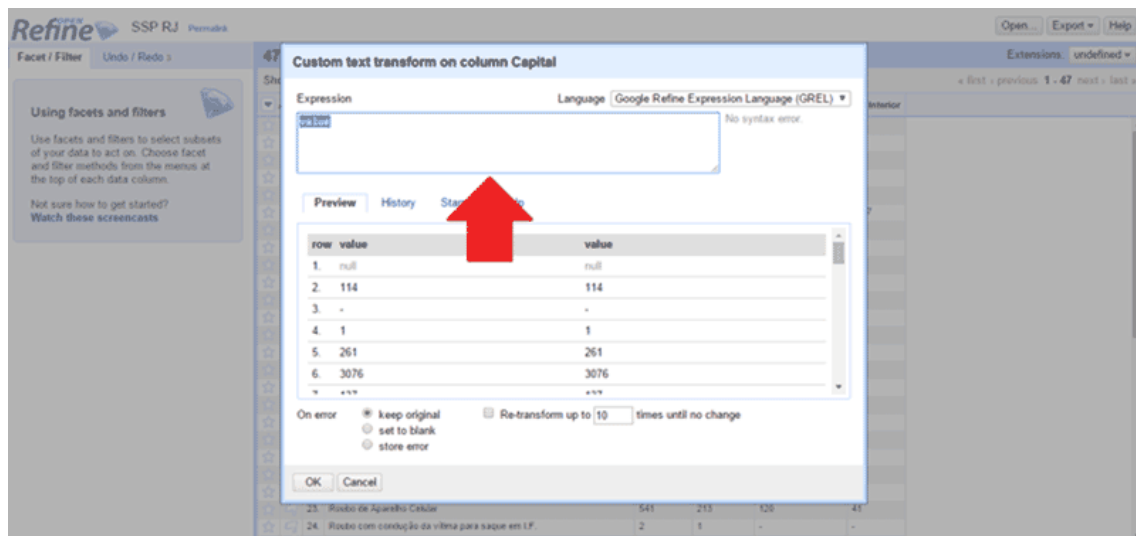 OPEN
Refine SSP RJ Permalink Open... Export Help
Facet / Filter Undo / Redo 47 Extensions: undefined
Custom text transform on column Capital
« first ‹ previous 1 - 47 next › last »
Expression Language Google Refine Expression Language (GREL)
Interior
value No syntax error.
Using facets and filters
Use facets and filters to select subsets
of your data to act on. Choose facet
and filter methods from the menus at
the top of each data column.
Not sure how to get started?
Watch these screencasts
Preview History
row value value
1. null null
2. 114 114
3. - -
4. 1 1
5. 261 261
6. 3076 3076
On error keep original Re-transform up to 10 times until no change
set to blank
store error
OK Cancel
23. Roubo de Aparelho Celular 541 213 120 41
24. Roubo com condução da vítima para saque em I.F. 2 1 - -